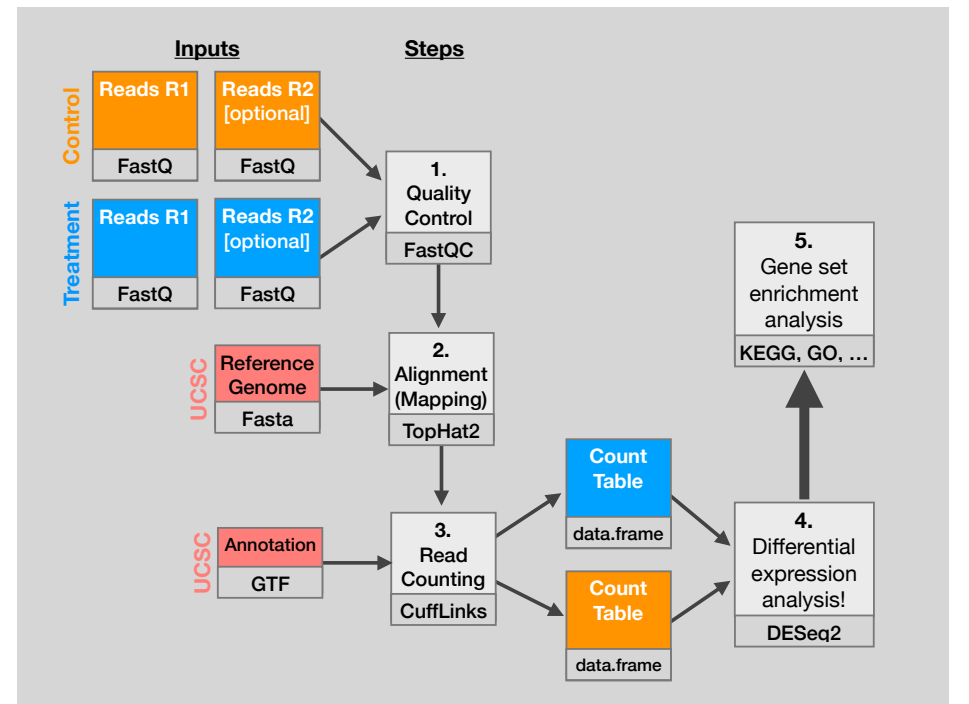 Inputs
Steps
Control
Reads R1
FastQ
Reads R2
[optional]
FastQ
Treatment
Reads R1
FastQ
Reads R2
[optional]
FastQ
1.
Quality
Control
FastQC
UCSC
Reference
Genome
Fasta
2.
Alignment
(Mapping)
TopHat2
UCSC
Annotation
GTF
3.
Read
Counting
CuffLinks
Count
Table
data.frame
Count
Table
data.frame
4.
Differential
expression
analysis!
DESeq2
5.
Gene set
enrichment
analysis
KEGG, GO, …